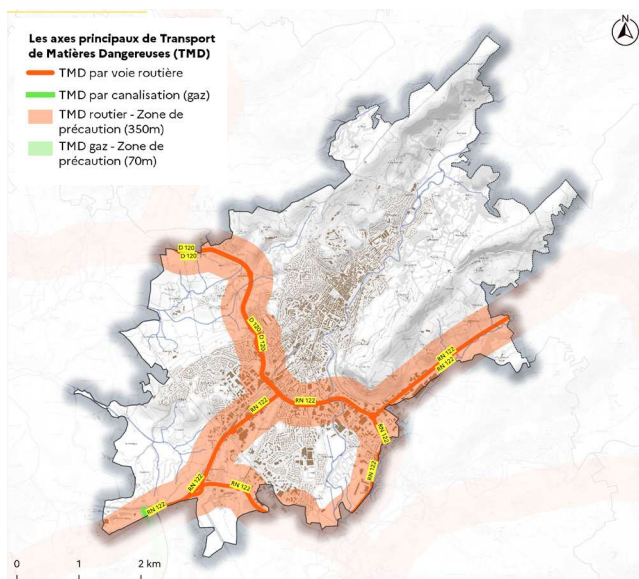 Les axes principaux de Transport
de Matières Dangereuses (TMD)
TMD par voie routière
TMD par canalisation (gaz)
TMD routier - Zone de
précaution (350m)
TMD gaz - Zone de
précaution (70m)
N
D 120
D 120
D 120
D 120
RN 122
RN 122
RN 122
RN 122
RN 120
RN 122
RN 122
RN 122
RN 122
0 1 2 km